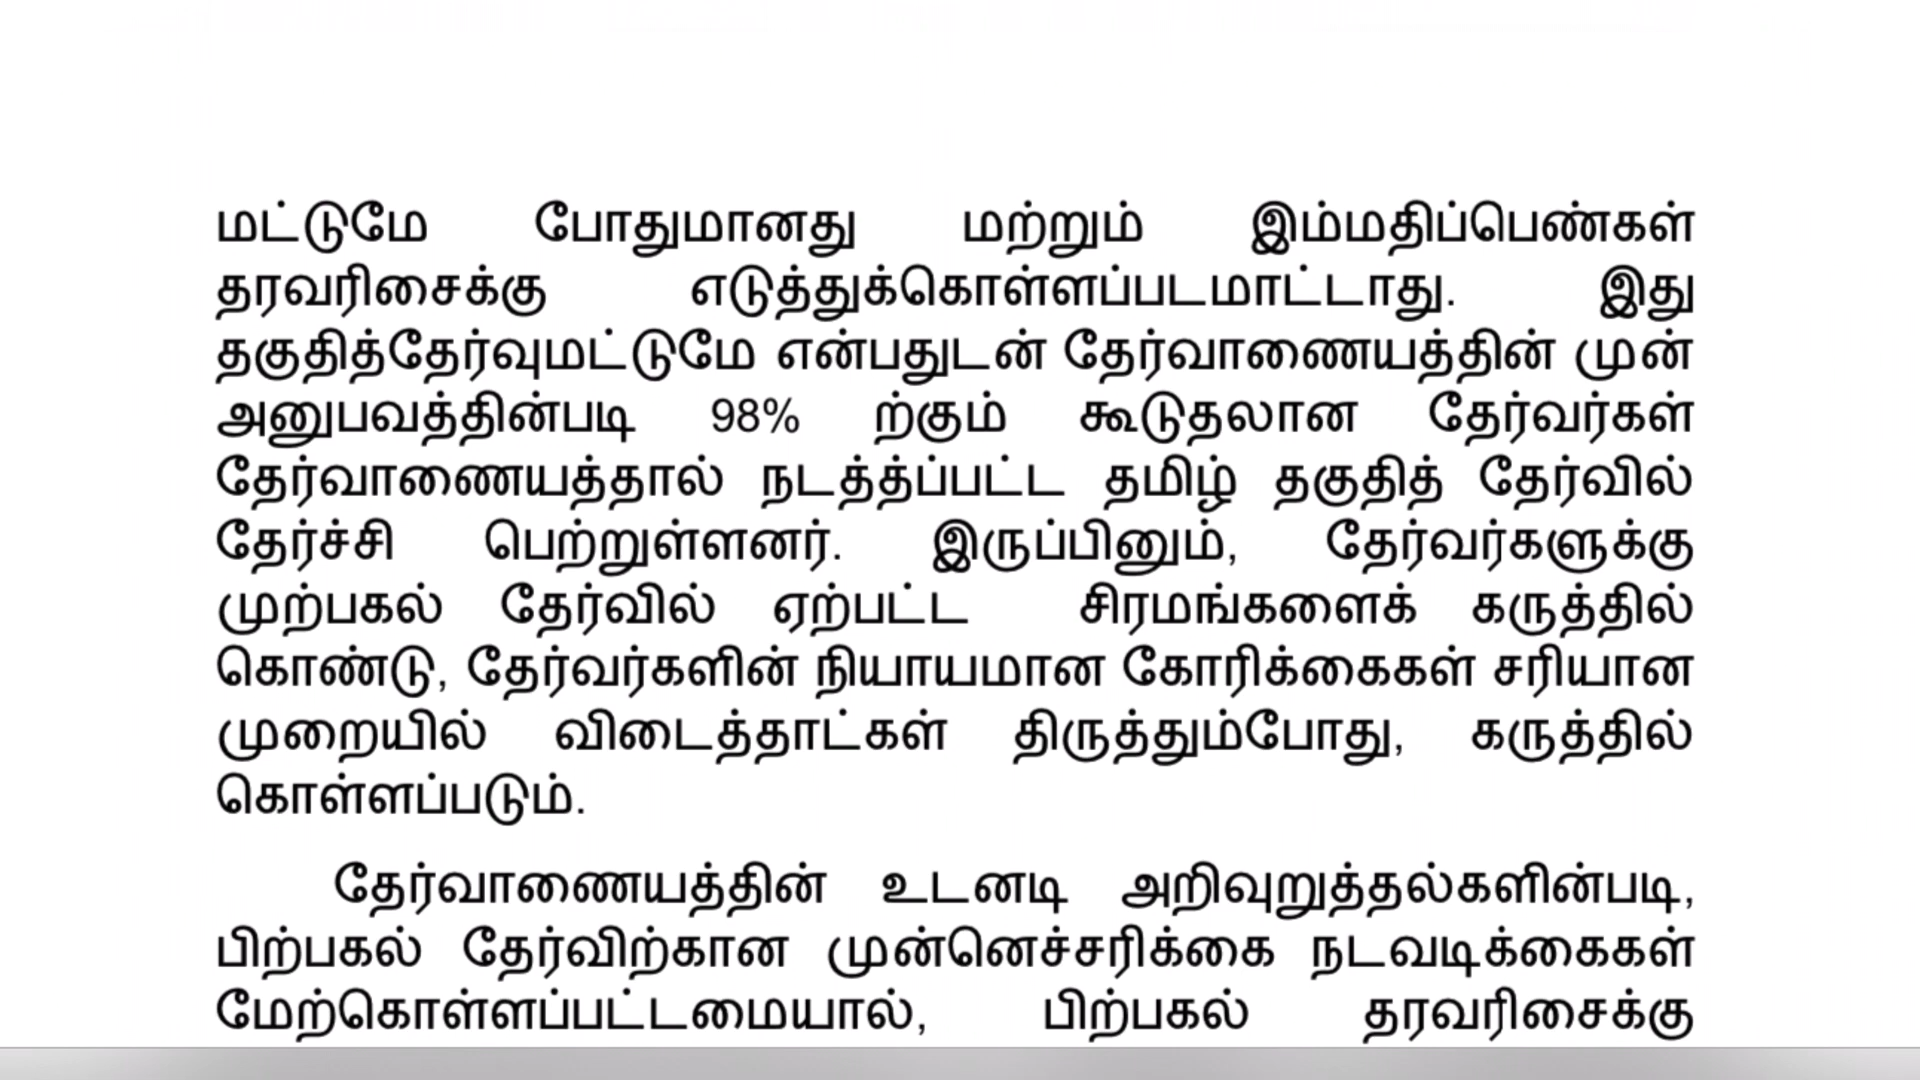 மட்டுமே போதுமானது மற்றும் இம்மதிப்பெண்கள்
தரவரிசைக்கு எடுத்துக்கொள்ளப்படமாட்டாது. இது
தகுதித்தேர்வுமட்டுமே என்பதுடன் தேர்வாணையத்தின் முன்
அனுபவத்தின்படி 98% ற்கும் கூடுதலான தேர்வர்கள்
தேர்வாணையத்தால் நடத்த்ப்பட்ட தமிழ் தகுதித் தேர்வில்
தேர்ச்சி பெற்றுள்ளனர். இருப்பினும், தேர்வர்களுக்கு
முற்பகல் தேர்வில் ஏற்பட்ட சிரமங்களைக் கருத்தில்
கொண்டு, தேர்வர்களின் நியாயமான கோரிக்கைகள் சரியான
முறையில் விடைத்தாட்கள் திருத்தும்போது, கருத்தில்
கொள்ளப்படும்.
தேர்வாணையத்தின் உடனடி அறிவுறுத்தல்களின்படி,
பிற்பகல் தேர்விற்கான முன்னெச்சரிக்கை நடவடிக்கைகள்
மேற்கொள்ளப்பட்டமையால், பிற்பகல் தரவரிசைக்கு